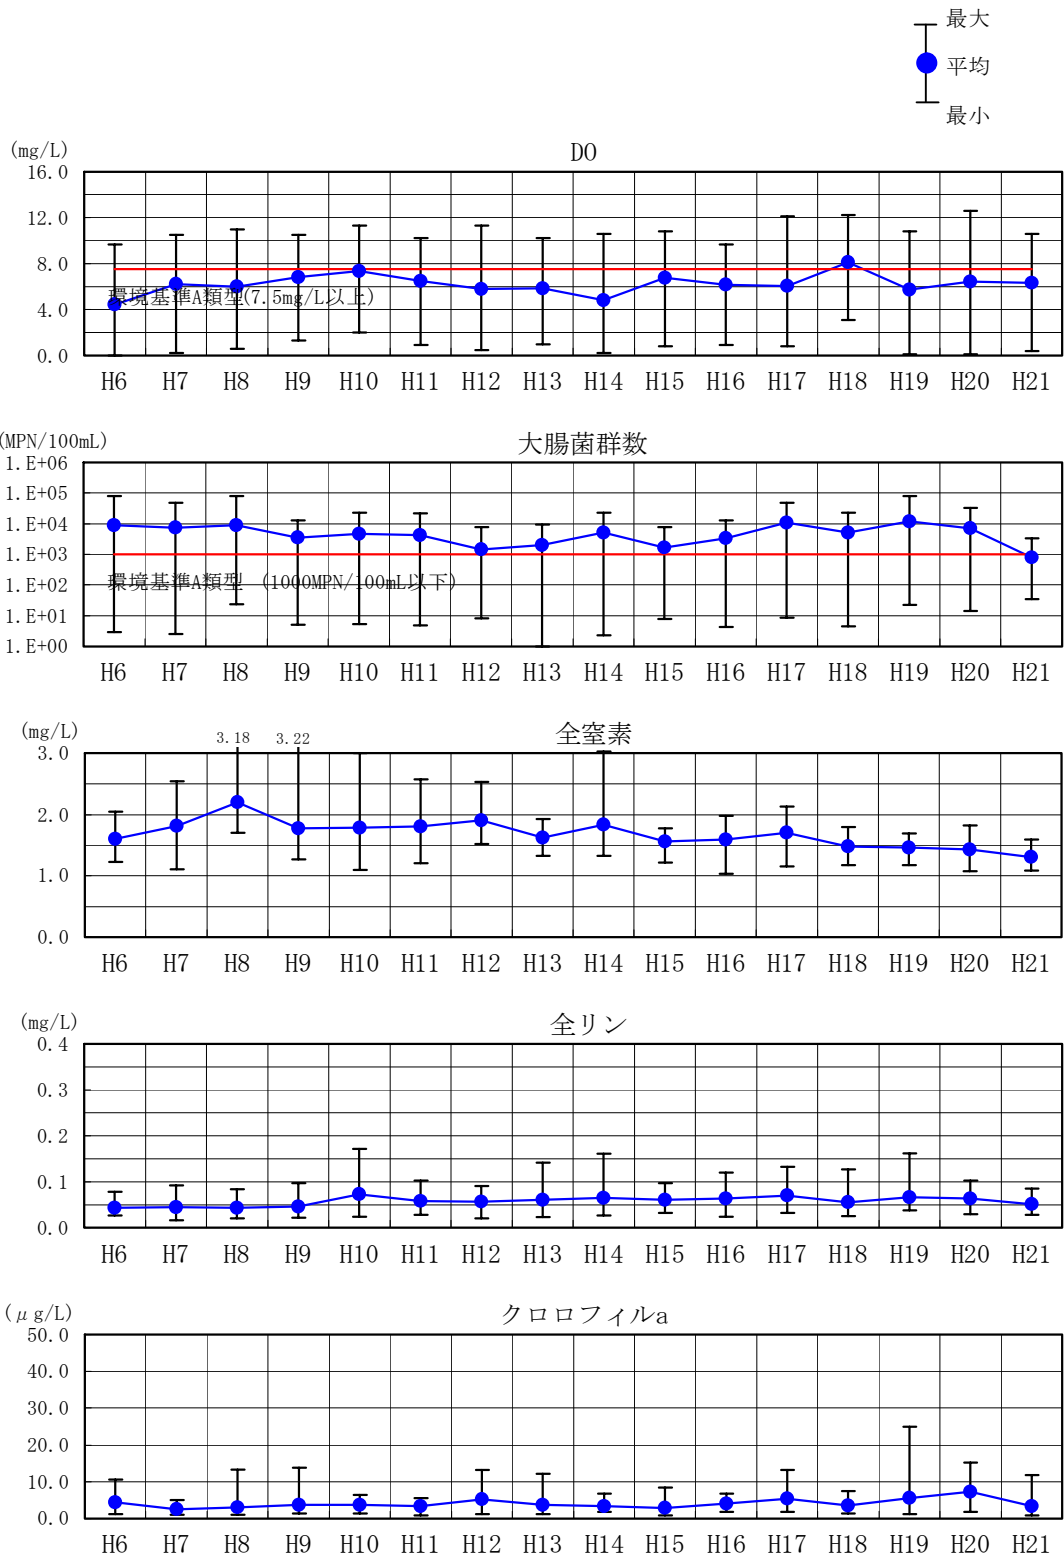 最大
平均
最小
(mg/L)
DO
16.0
12.0
8.0
4.0
0.0
環境基準A類型(7.5mg/L以上)
H6 H7 H8 H9 H10 H11 H12 H13 H14 H15 H16 H17 H18 H19 H20 H21
(MPN/100mL)
大腸菌群数
1.E+06
1.E+05
1.E+04
1.E+03
1.E+02
1.E+01
1.E+00
環境基準A類型 (1000MPN/100mL以下)
H6 H7 H8 H9 H10 H11 H12 H13 H14 H15 H16 H17 H18 H19 H20 H21
(mg/L)
全窒素
3.18 3.22
3.0
2.0
1.0
0.0
H6 H7 H8 H9 H10 H11 H12 H13 H14 H15 H16 H17 H18 H19 H20 H21
(mg/L)
全リン
0.4
0.3
0.2
0.1
0.0
H6 H7 H8 H9 H10 H11 H12 H13 H14 H15 H16 H17 H18 H19 H20 H21
(μg/L)
クロロフィルa
50.0
40.0
30.0
20.0
10.0
0.0
H6 H7 H8 H9 H10 H11 H12 H13 H14 H15 H16 H17 H18 H19 H20 H21